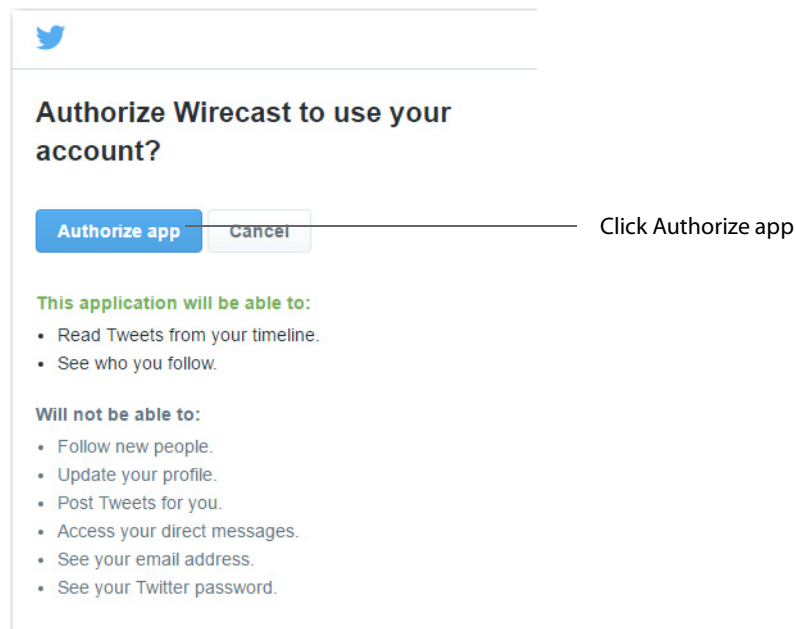 Authorize Wirecast to use your
account?
Authorize app
Cancel
Click Authorize app
This application will be able to:
• Read Tweets from your timeline.
• See who you follow.
Will not be able to:
• Follow new people.
• Update your profile.
• Post Tweets for you.
• Access your direct messages.
• See your email address.
• See your Twitter password.